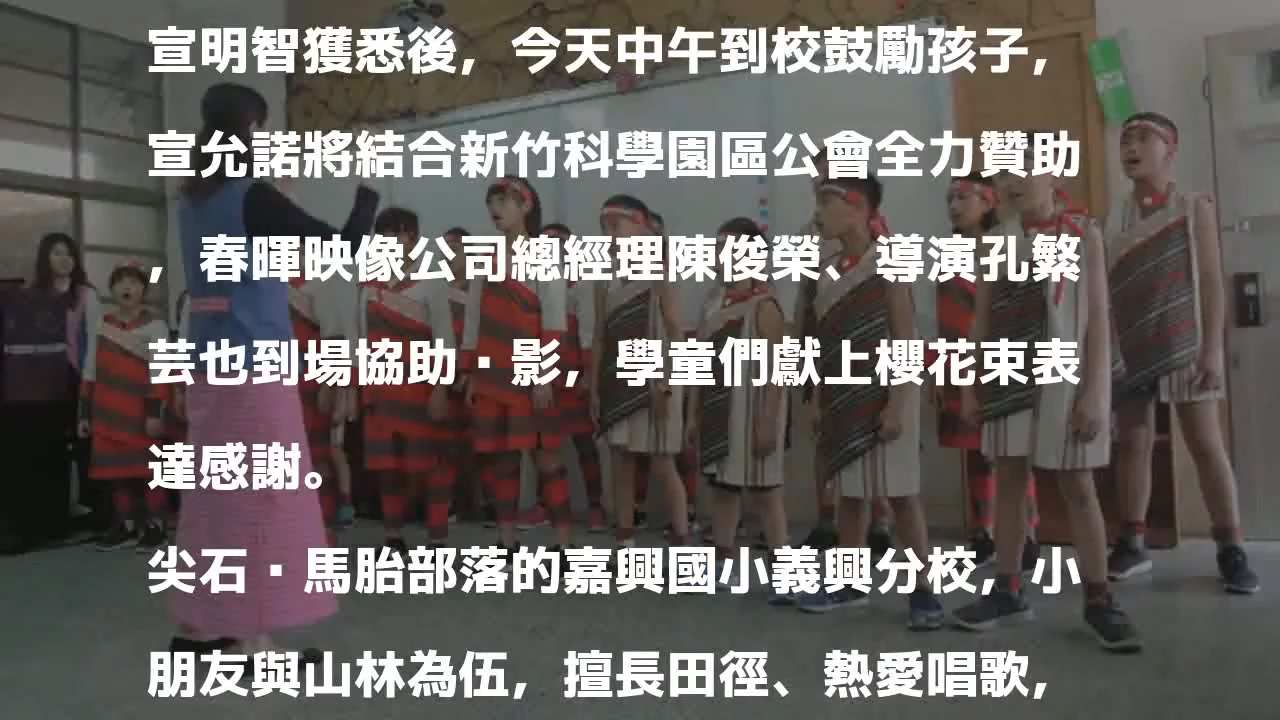 宣明智獲悉後，今天中午到校鼓勵孩子，
宣允諾將結合新竹科學園區公會全力贊助
，春暉映像公司總經理陳俊榮、導演孔繁
芸也到場協助·影，學童們獻上櫻花束表
達感謝。
尖石·馬胎部落的嘉興國小義興分校，小
朋友與山林為伍，擅長田徑、熱愛唱歌，